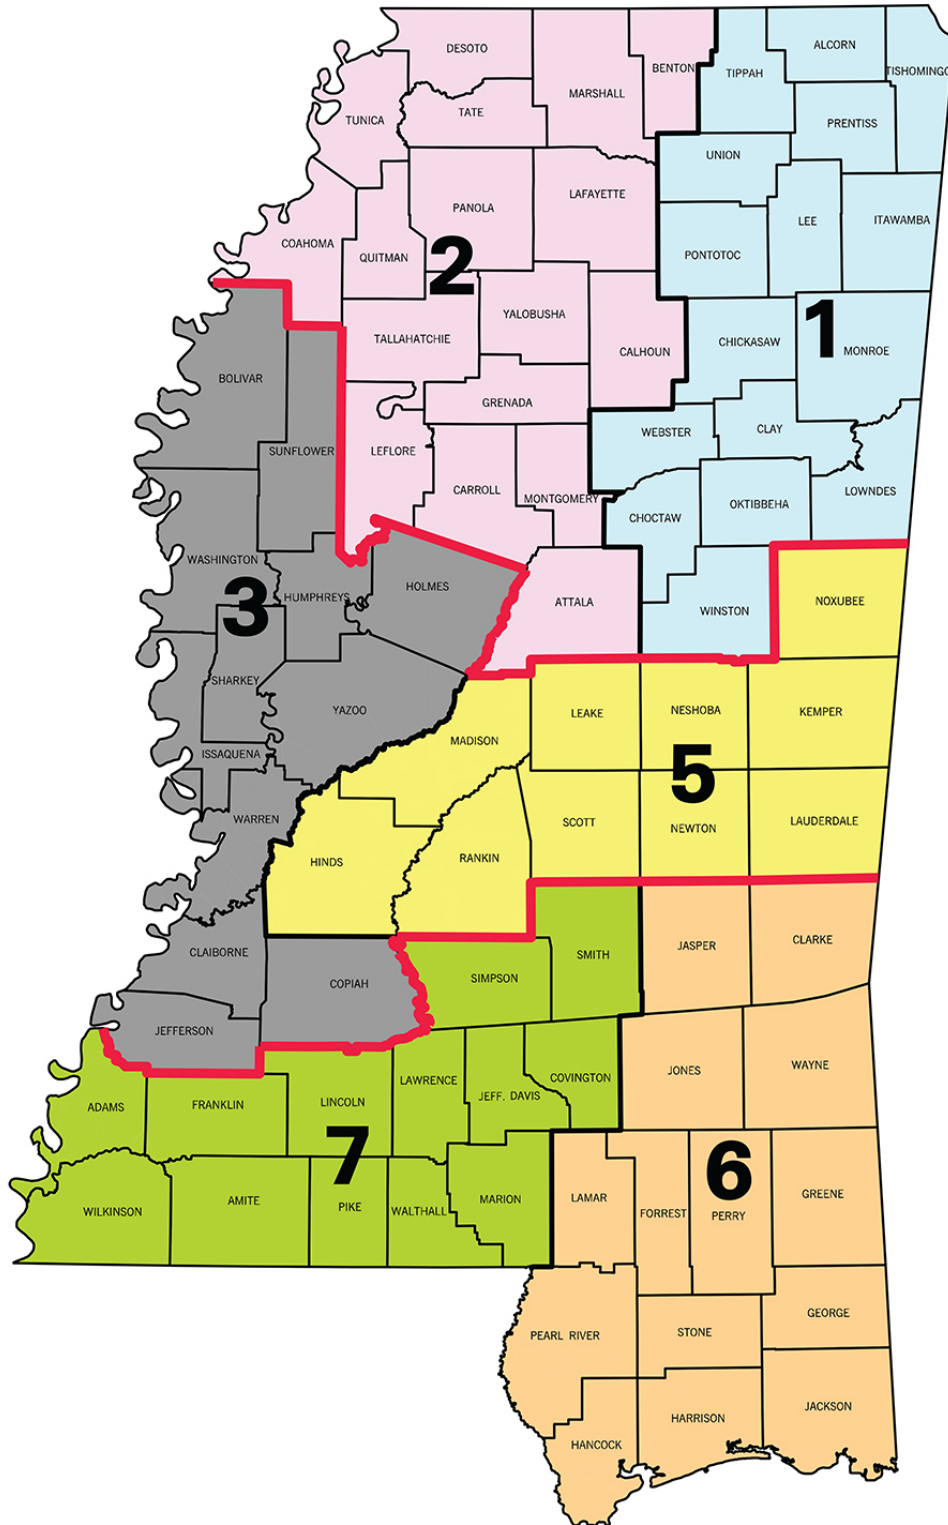 DESOTO
ALCORN
BENTON
TIPPAH
TISHOMINGO
MARSHALL
TATE
TUNICA
PRENTISS
UNION
LAFAYETTE
PANOLA
LEE
ITAWAMBA
COAHOMA
QUITMAN
PONTOTOC
2
YALOBUSHA
1
TALLAHATCHIE
CHICKASAW
CALHOUN
MONROE
BOLIVAR
GRENADA
CLAY
WEBSTER
SUNFLOWER
LEFLORE
CARROLL
MONTGOMERY
LOWNDES
OKTIBBEHA
CHOCTAW
WASHINGTON
HOLMES
HUMPHREYS
3
ATTALA
NOXUBEE
WINSTON
SHARKEY
YAZOO
LEAKE
NESHOBA
KEMPER
MADISON
ISSAQUENA
5
WARREN
SCOTT
NEWTON
LAUDERDALE
HINDS
RANKIN
CLAIBORNE
SMITH
JASPER
CLARKE
COPIAH
SIMPSON
JEFFERSON
JONES
WAYNE
LAWRENCE
COVINGTON
JEFF. DAVIS
ADAMS
FRANKLIN
LINCOLN
7
6
WILKINSON
AMITE
PIKE
WALTHALL
MARION
LAMAR
FORREST
PERRY
GREENE
PEARL RIVER
STONE
GEORGE
HARRISON
JACKSON
HANCOCK